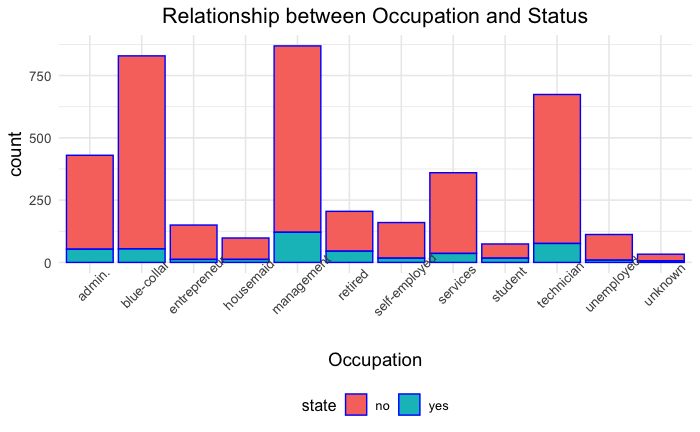 Relationship between Occupation and Status
count
750
500
250
0
admin.
blue-collar
entrepreneur
housemaid
management
retired
self-employed
services
student
technician
unemployed
unknown
Occupation
state no yes